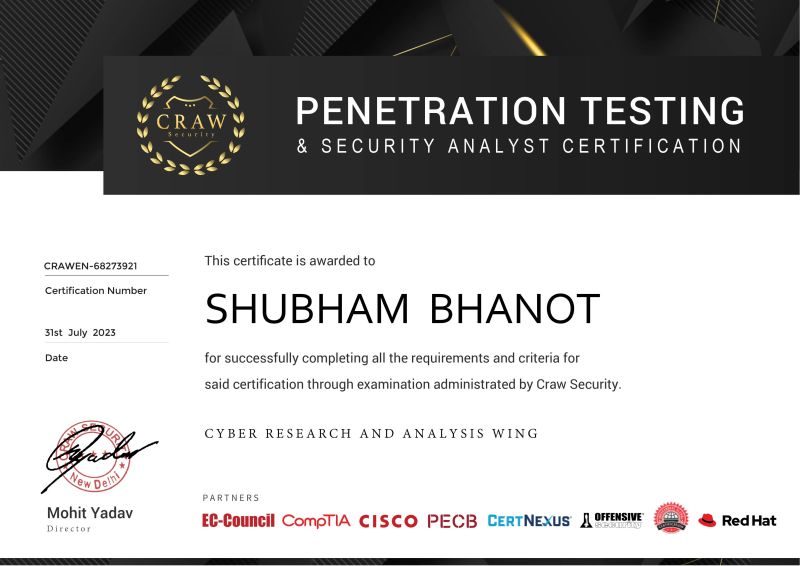 CRAW
Security
PENETRATION TESTING
& SECURITY ANALYST CERTIFICATION
CRAWEN-68273921
Certification Number
31st July 2023
Date
This certificate is awarded to
SHUBHAM BHANOT
for successfully completing all the requirements and criteria for
said certification through examination administrated by Craw Security.
CYBER RESEARCH AND ANALYSIS WING
CRAW SECURITY
New Delhi
Mohit Yadav
Director
PARTNERS
EC-Council CompTIA CISCO PECB CERTNEXUS OFFENSIVE security Red Hat